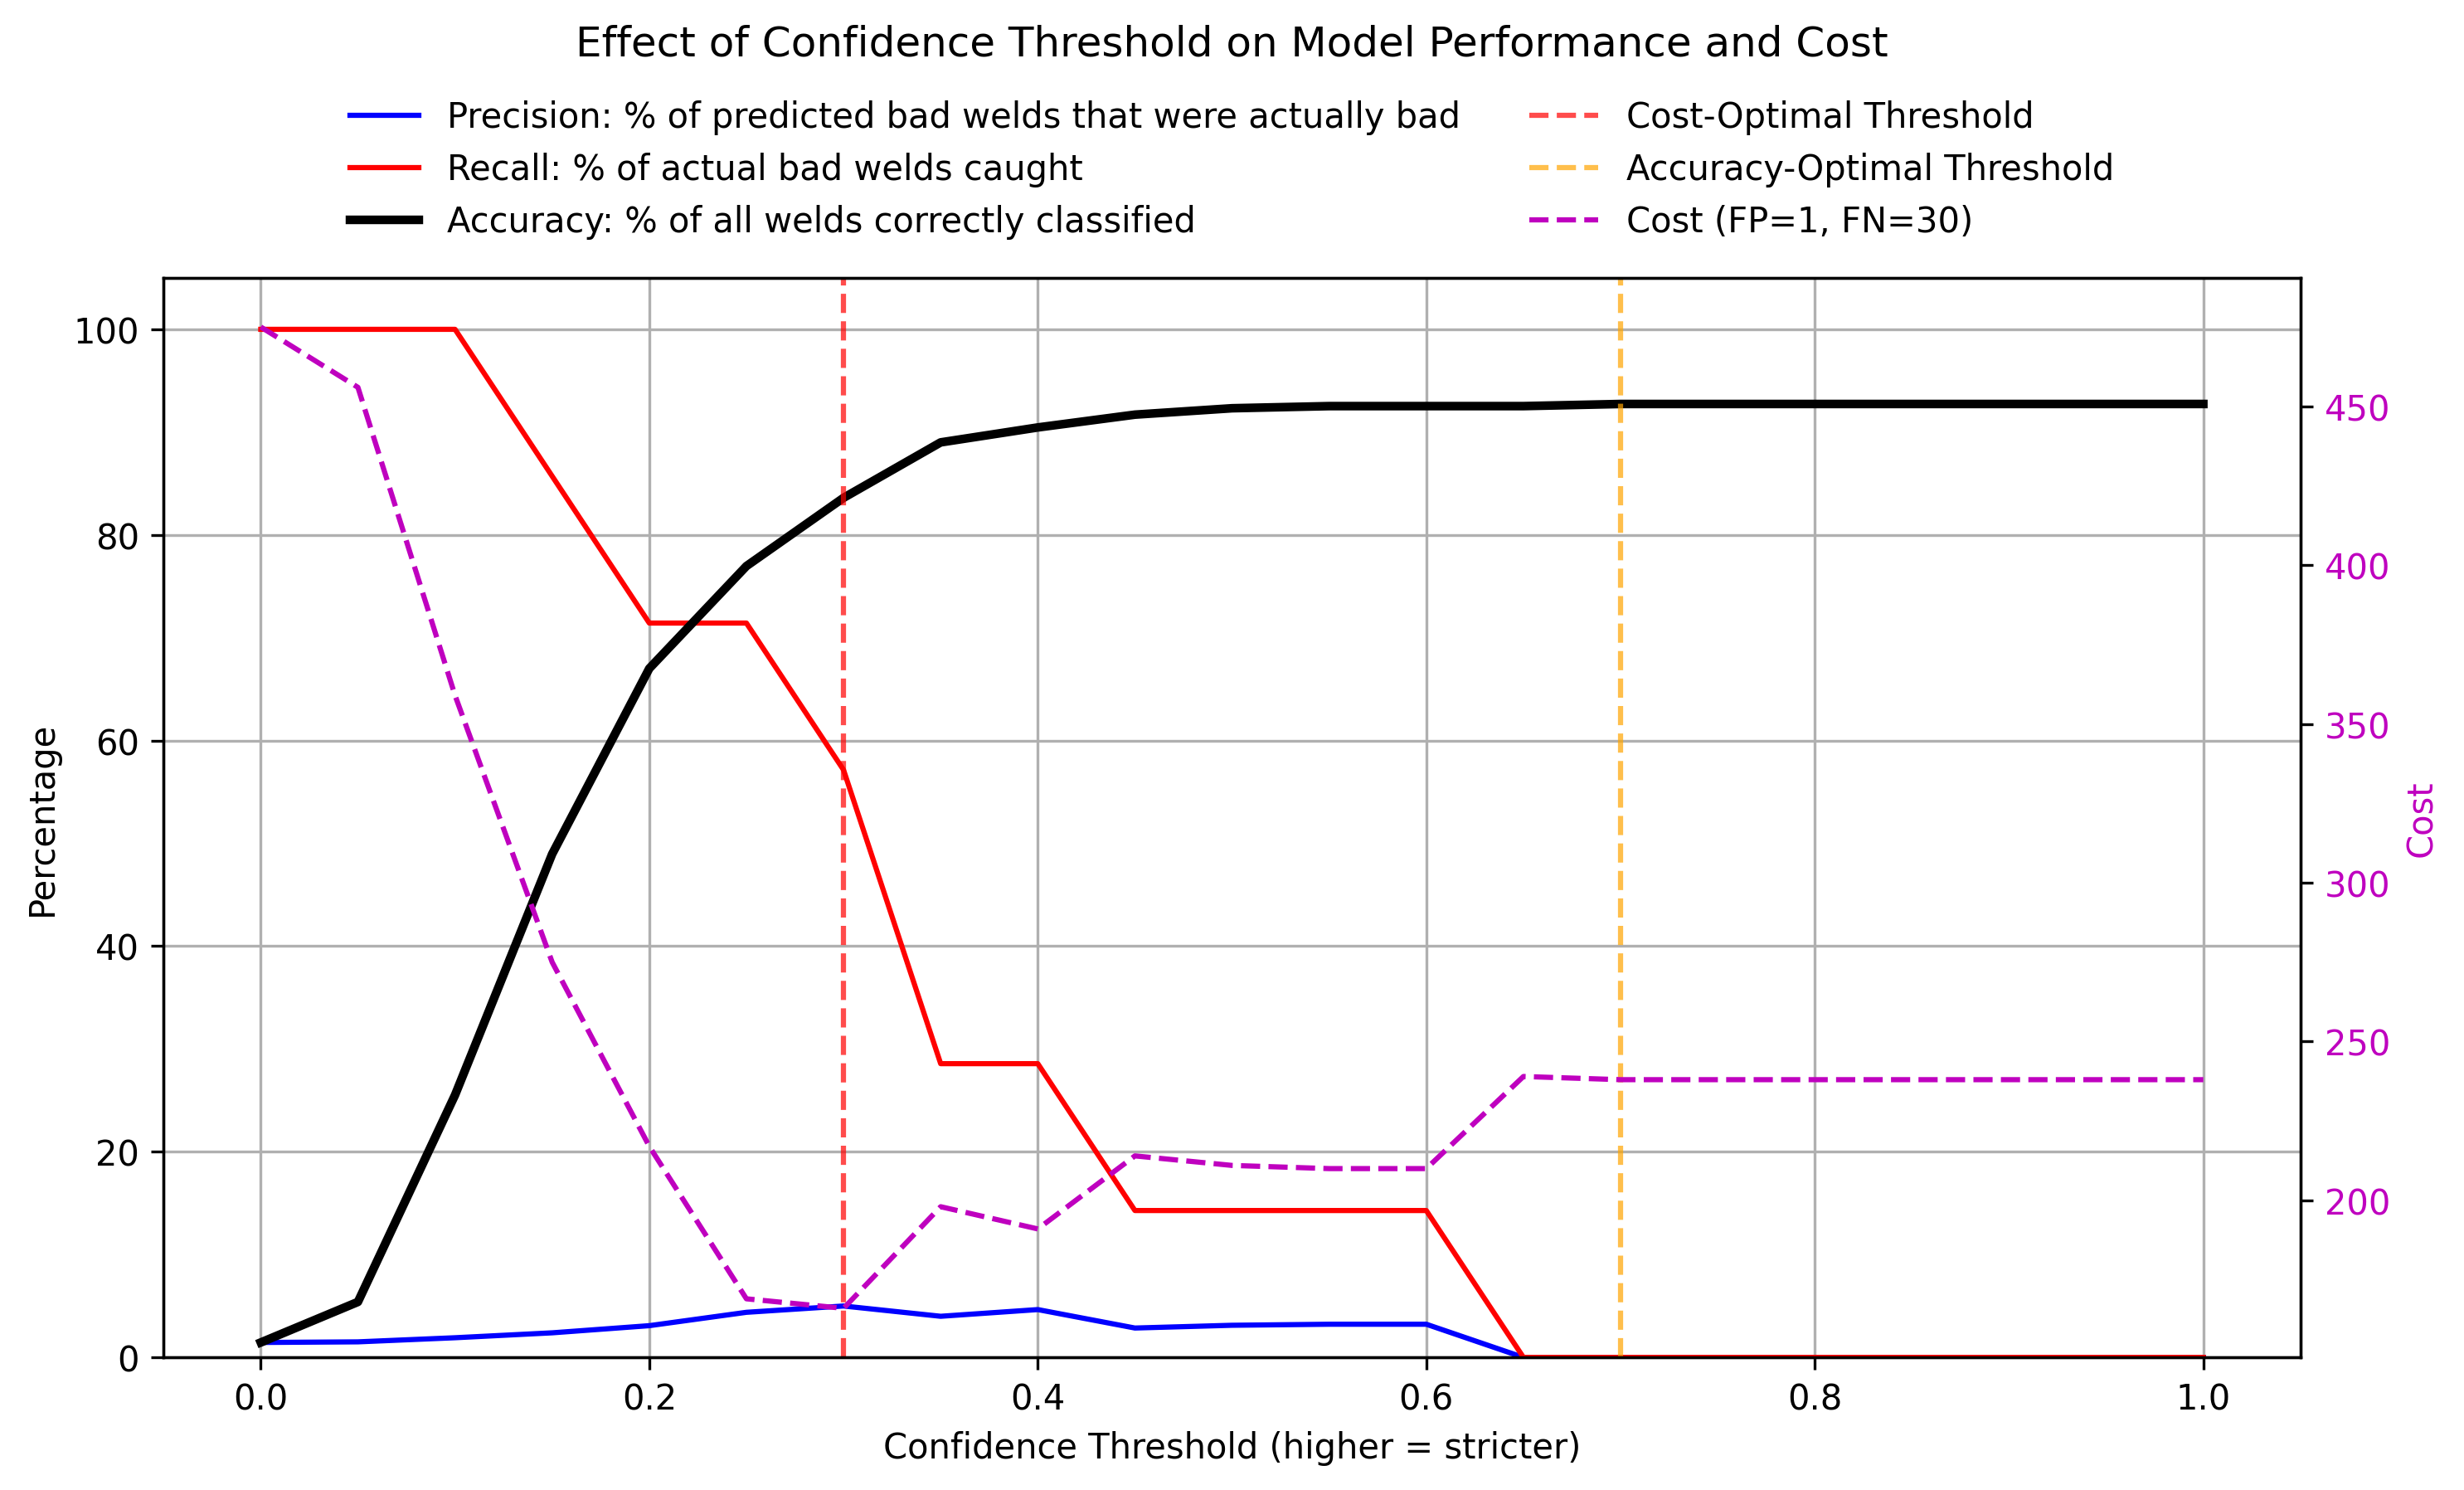 Effect of Confidence Threshold on Model Performance and Cost
Precision: % of predicted bad welds that were actually bad
Recall: % of actual bad welds caught
Accuracy: % of all welds correctly classified
Cost-Optimal Threshold
Accuracy-Optimal Threshold
Cost (FP=1, FN=30)
Percentage
100
80
60
40
20
0
450
400
350
300
250
200
Cost
0.0
0.2
0.4
0.6
0.8
1.0
Confidence Threshold (higher = stricter)